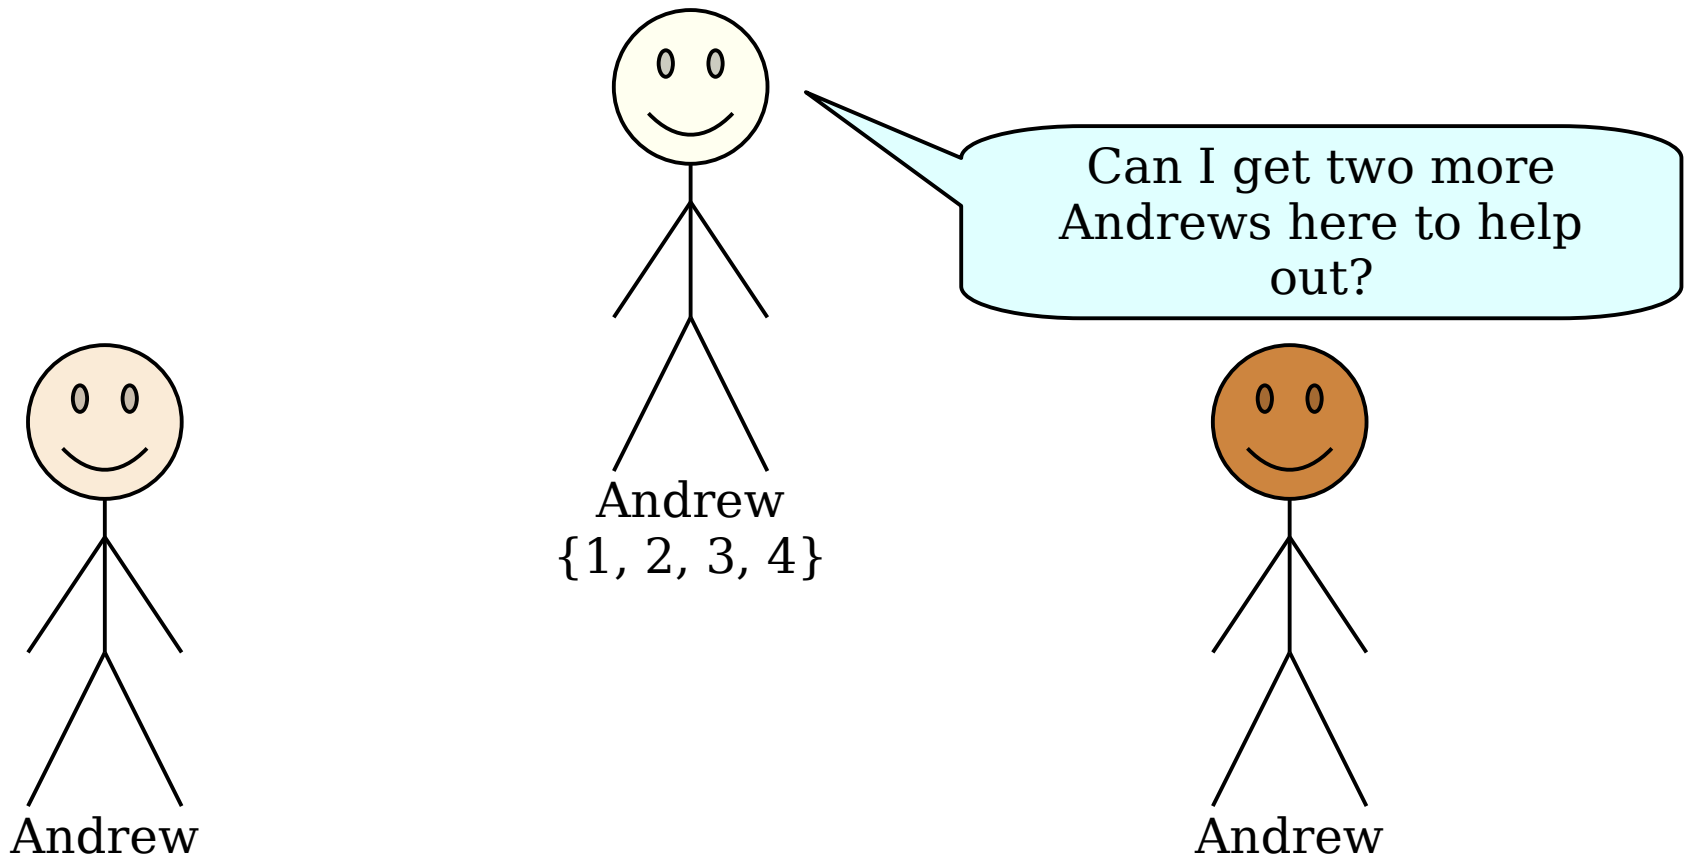 Can I get two more
Andrews here to help
out?
Andrew
{1, 2, 3, 4}
Andrew
Andrew